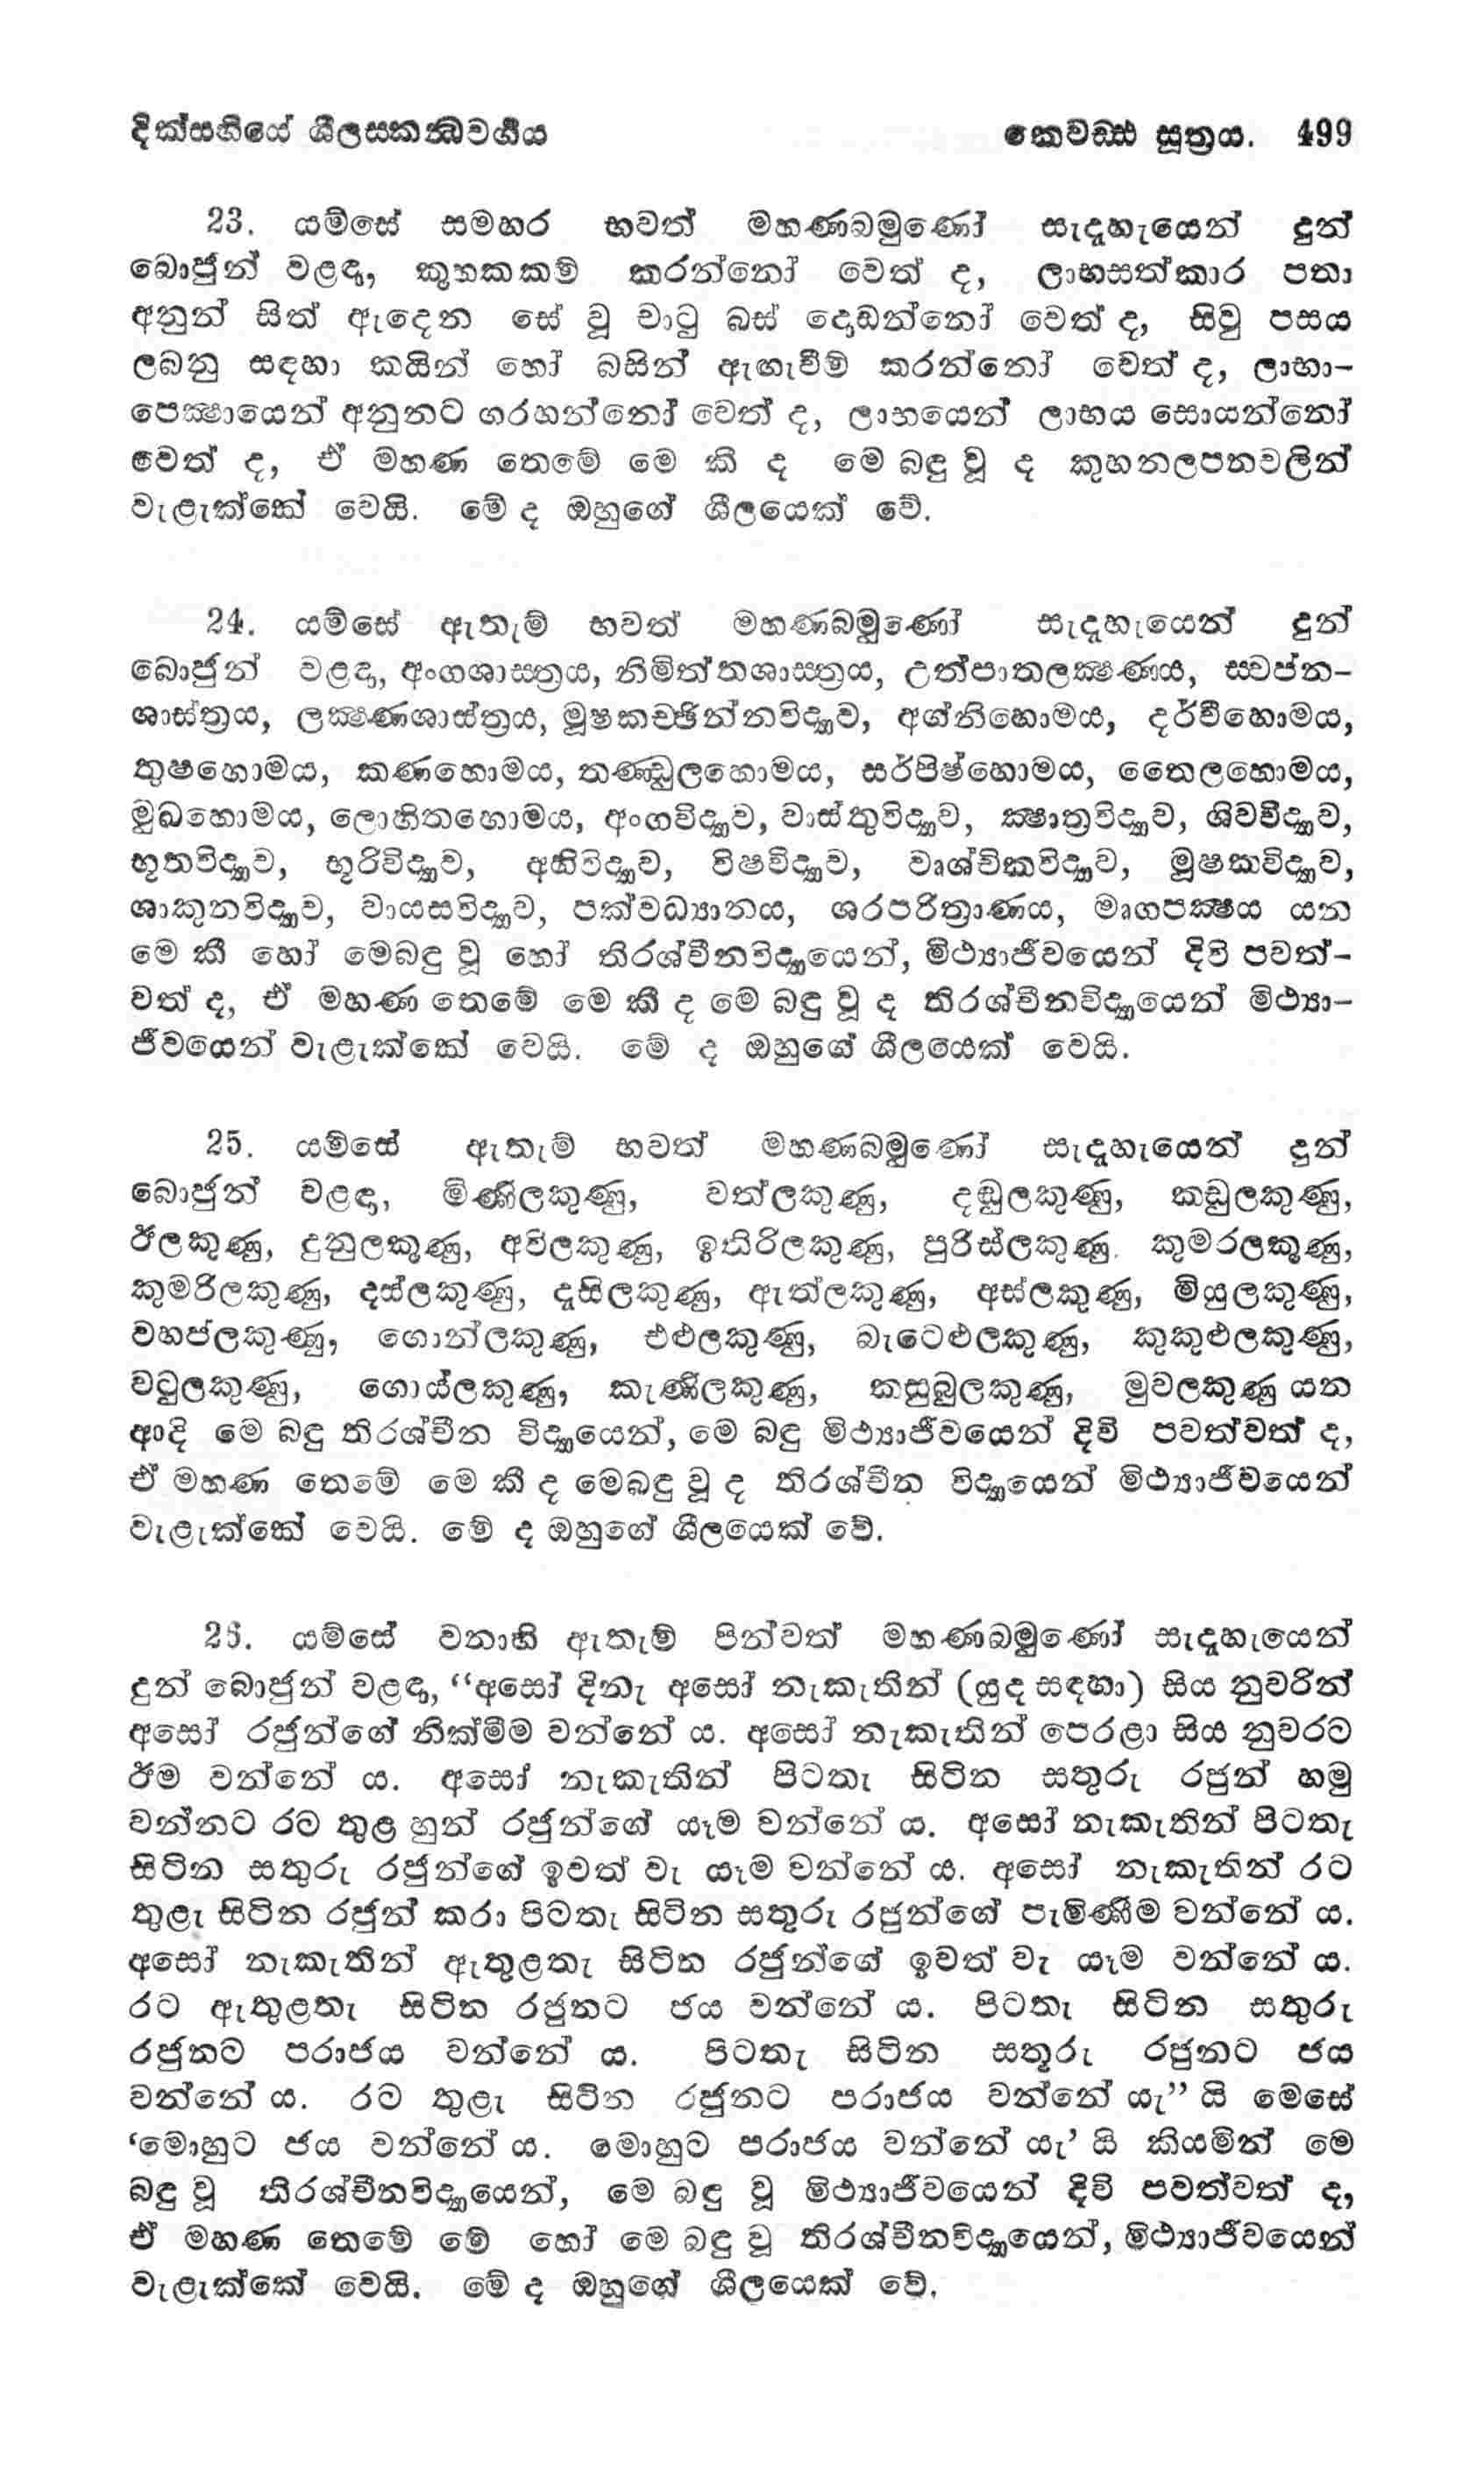 දික්සඟියේ ශීලසකන්‍ධවර්‍ගය කෙවඩ්ඪ සූත්‍රය. 499
23. යම්සේ සමහර භවත් මහණබමුණෝ සැදැහැයෙන් දුන්
බොජුන් වළඳා, කුහකකම් කරන්නෝ වෙත් ද, ලාභසත්කාර පතා
අනුන් සිත් ඇදෙන සේ වූ චාටු බස් දොඩන්නෝ වෙත් ද, සිවු පසය
ලබනු සඳහා කයින් හෝ බසින් ඇඟැවීම් කරන්නෝ වෙත් ද, ලාභා-
පෙක්‍ෂායෙන් අනුනට ගරහන්නෝ වෙත් ද, ලාභයෙන් ලාභය සොයන්නෝ
වෙත් ද, ඒ මහණ තෙමේ මෙ කී ද මෙ බඳු වූ ද කුහනලපනවලින්
වැළැක්කේ වෙයි. මේ ද ඔහුගේ ශීලයෙක් වේ.
24. යම්සේ ඇතැම් භවත් මහණබමුණෝ සැදැහැයෙන් දුන්
බොජුන් වළඳා, අංගශාස්ත්‍රය, නිමිත්තශාස්ත්‍රය, උත්පාතලක්‍ෂණය, ස්වප්න-
ශාස්ත්‍රය, ලක්‍ෂණශාස්ත්‍රය, මූෂකච්ඡින්නවිද්‍යාව, අග්නිහොමය, දර්වීහොමය,
තුෂහොමය, කණහොමය, තණ්ඩුලහොමය, සර්පිෂ්හොමය, තෛලහොමය,
මුඛහොමය, ලොහිතහොමය, අංගවිද්‍යාව, වාස්තුවිද්‍යාව, ක්‍ෂාත්‍රවිද්‍යාව, ශිවවිද්‍යාව,
භූතවිද්‍යාව, භූරිවිද්‍යාව, අහිවිද්‍යාව, විෂවිද්‍යාව, වෘශ්චිකවිද්‍යාව, මූෂකවිද්‍යාව,
ශාකුනවිද්‍යාව, වායසවිද්‍යාව, පක්වධ්‍යානය, ශරපරිත්‍රාණය, මෘගපක්‍ෂය යන
මෙ කී හෝ මෙබඳු වූ හෝ තිරශ්චීනවිද්‍යායෙන්, මිථ්‍යාජීවයෙන් දිවි පවත්-
වත් ද, ඒ මහණ තෙමේ මෙ කී ද මෙ බඳු වූ ද තිරශ්චීනවිද්‍යායෙන් මිථ්‍යා-
ජීවයෙන් වැළැක්කේ වෙයි. මේ ද ඔහුගේ ශීලයෙක් වෙයි.
25. යම්සේ ඇතැම් භවත් මහණබමුණෝ සැදැහැයෙන් දුන්
බොජුන් වළඳා, මිණිලකුණු, වත්ලකුණු, දඬුලකුණු, කඩුලකුණු,
ඊලකුණු, දුනුලකුණු, අවිලකුණු, ඉතිරිලකුණු, පුරිස්ලකුණු. කුමරලකුණු,
කුමරිලකුණු, දස්ලකුණු, දැසිලකුණු, ඇත්ලකුණු, අස්ලකුණු, මියුලකුණු,
වහප්ලකුණු, ගොන්ලකුණු, එළුලකුණු, බැටෙළුලකුණු, කුකුළුලකුණු,
වටුලකුණු, ගොය්ලකුණු, කැණිලකුණු, කසුබුලකුණු, මුවලකුණු යන
ආදි මෙ බඳු තිරශ්චීන විද්‍යායෙන්, මෙ බඳු මිථ්‍යාජීවයෙන් දිවි පවත්වත් ද,
ඒ මහණ තෙමේ මෙ කී ද මෙබඳු වූ ද තිරශ්චීන විද්‍යායෙන් මිථ්‍යාජීවයෙන්
වැළැක්කේ වෙයි. මේ ද ඔහුගේ ශීලයෙක් වේ.
26. යම්සේ වනාහි ඇතැම් පින්වත් මහණබමුණෝ සැදැහැයෙන්
දුන් බොජුන් වළඳා, “අසෝ දිනැ අසෝ නැකැතින් (යුද සඳහා) සිය නුවරින්
අසෝ රජුන්ගේ නික්මීම වන්නේ ය. අසෝ නැකැතින් පෙරළා සිය නුවරට
ඊම වන්නේ ය. අසෝ නැකැතින් පිටතැ සිටින සතුරු රජුන් හමු
වන්නට රට තුළ හුන් රජුන්ගේ යෑම වන්නේ ය. අසෝ නැකැතින් පිටතැ
සිටින සතුරු රජුන්ගේ ඉවත් වැ යෑම වන්නේ ය. අසෝ නැකැතින් රට
තුළැ සිටින රජුන් කරා පිටතැ සිටින සතුරු රජුන්ගේ පැමිණීම වන්නේ ය.
අසෝ නැකැතින් ඇතුළතැ සිටින රජුන්ගේ ඉවත් වැ යෑම වන්නේ ය.
රට ඇතුළතැ සිටින රජුනට ජය වන්නේ ය. පිටතැ සිටින සතුරු
රජුනට පරාජය වන්නේ ය. පිටතැ සිටින සතුරු රජුනට ජය
වන්නේ ය. රට තුළැ සිටින රජුනට පරාජය වන්නේ යැ” යි මෙසේ
‘මොහුට ජය වන්නේ ය. මොහුට පරාජය වන්නේ යැ’ යි කියමින් මෙ
බඳු වූ තිරශ්චීනවිද්‍යායෙන්, මෙ බඳු වූ මිථ්‍යාජීවයෙන් දිවි පවත්වත් ද,
ඒ මහණ තෙමේ මේ හෝ මෙ බඳු වූ තිරශ්චීනවිද්‍යායෙන්, මිථ්‍යාජීවයෙන්
වැළැක්කේ වෙයි. මේ ද ඔහුගේ ශීලයෙක් වේ.